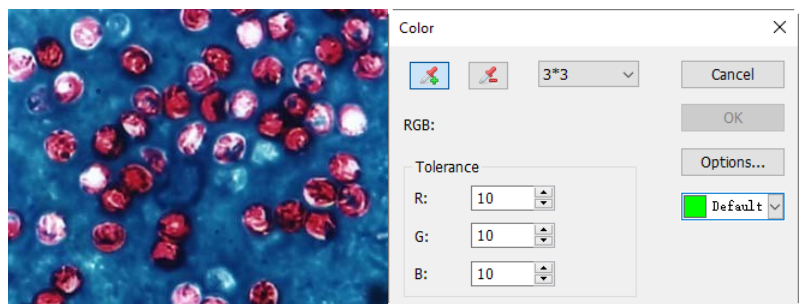 Color
3*3
Cancel
RGB:
OK
Tolerance
Options...
R: 10
Default
G: 10
B: 10